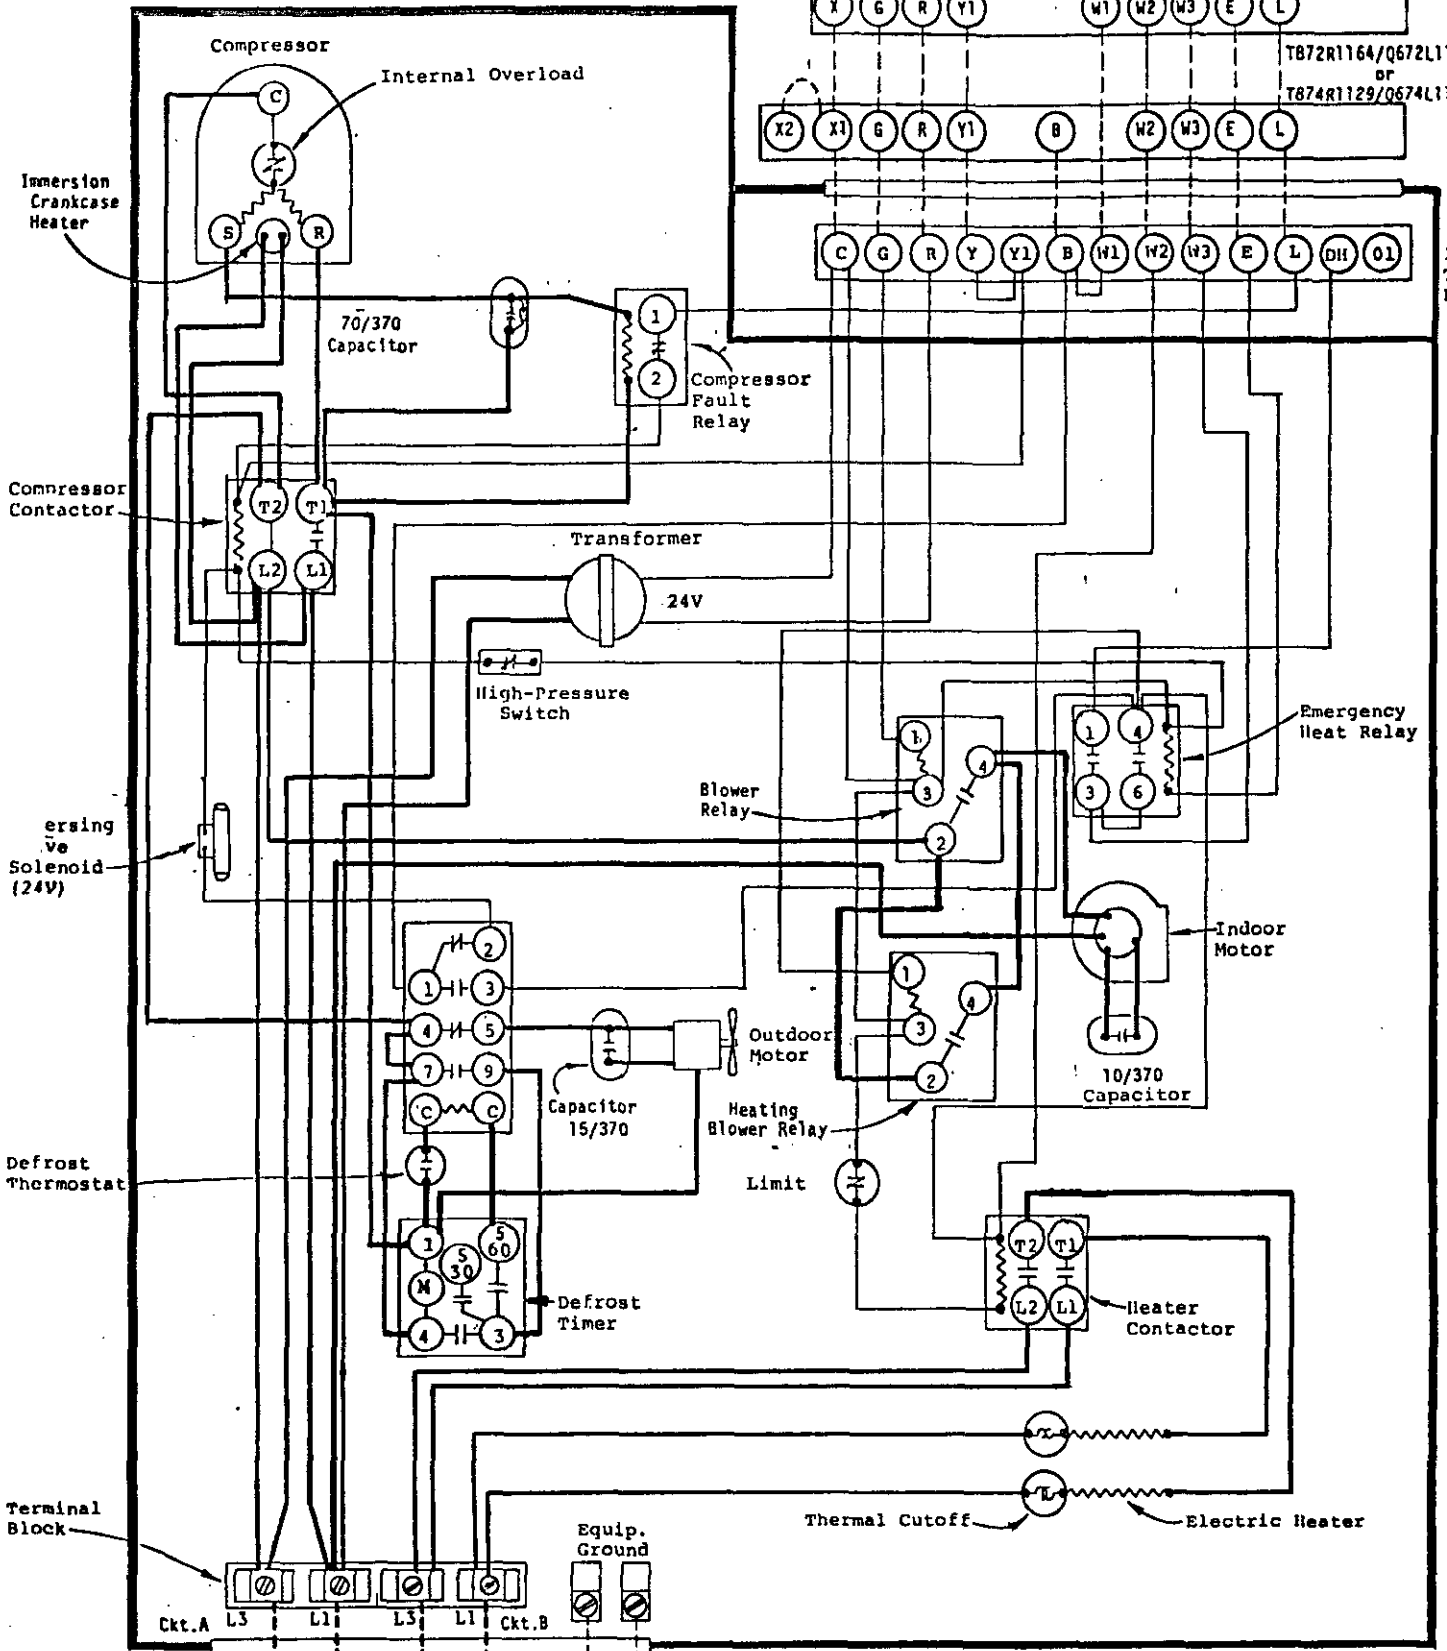 X G R Y1 W1 W2 W3 E L
T872R1164/Q672L1
or
T874R1129/Q674L1
X2 X1 G R Y1 B W2 W3 E L
C G R Y Y1 B W1 W2 W3 E L DH O1
Compressor
Internal Overload
C
S R
Immersion
Crankcase
Heater
70/370
Capacitor
1
2
Compressor
Fault
Relay
Compressor
Contactor
T2 T1
L2 L1
Transformer
24V
High-Pressure
Switch
Emergency
Heat Relay
1 4
3 6
Blower
Relay
1
4
3
2
ersing
ve
Solenoid
(24V)
Indoor
Motor
10/370
Capacitor
2
1 3
4 5
7 9
C C
Outdoor
Motor
Capacitor
15/370
1
4
3
2
Heating
Blower Relay
Defrost
Thermostat
Limit
1
S
30
S
60
M
4 3
Defrost
Timer
T2 T1
L2 L1
Heater
Contactor
Thermal Cutoff
Electric Heater
Terminal
Block
Equip.
Ground
Ckt.A L3 L1 L3 L1 Ckt.B